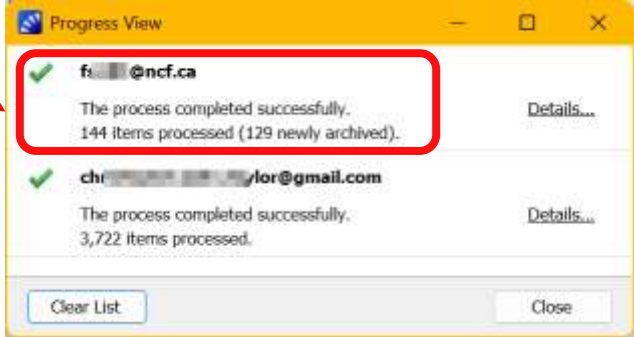 Progress View
@ncf.ca
The process completed successfully.
Details...
144 items processed (129 newly archived).
ylor@gmail.com
The process completed successfully.
Details...
3,722 items processed.
Clear List
Close